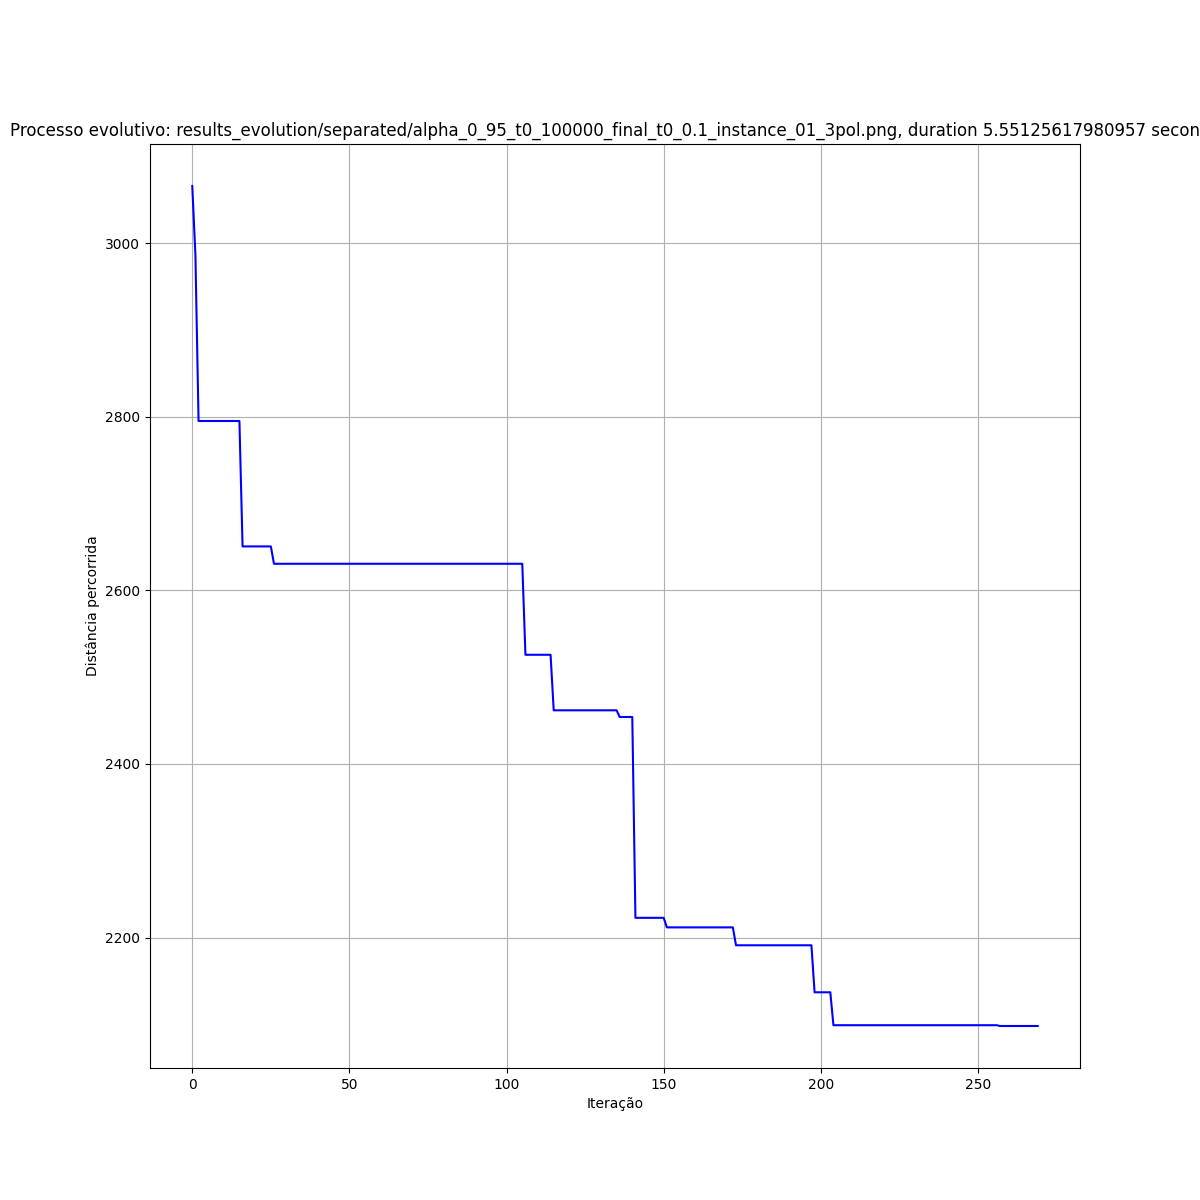 Processo evolutivo: results_evolution/separated/alpha_0_95_t0_100000_final_t0_0.1_instance_01_3pol.png, duration 5.55125617980957 secon
3000
2800
2600
2400
2200
Distância percorrida
0 50 100 150 200 250
Iteração